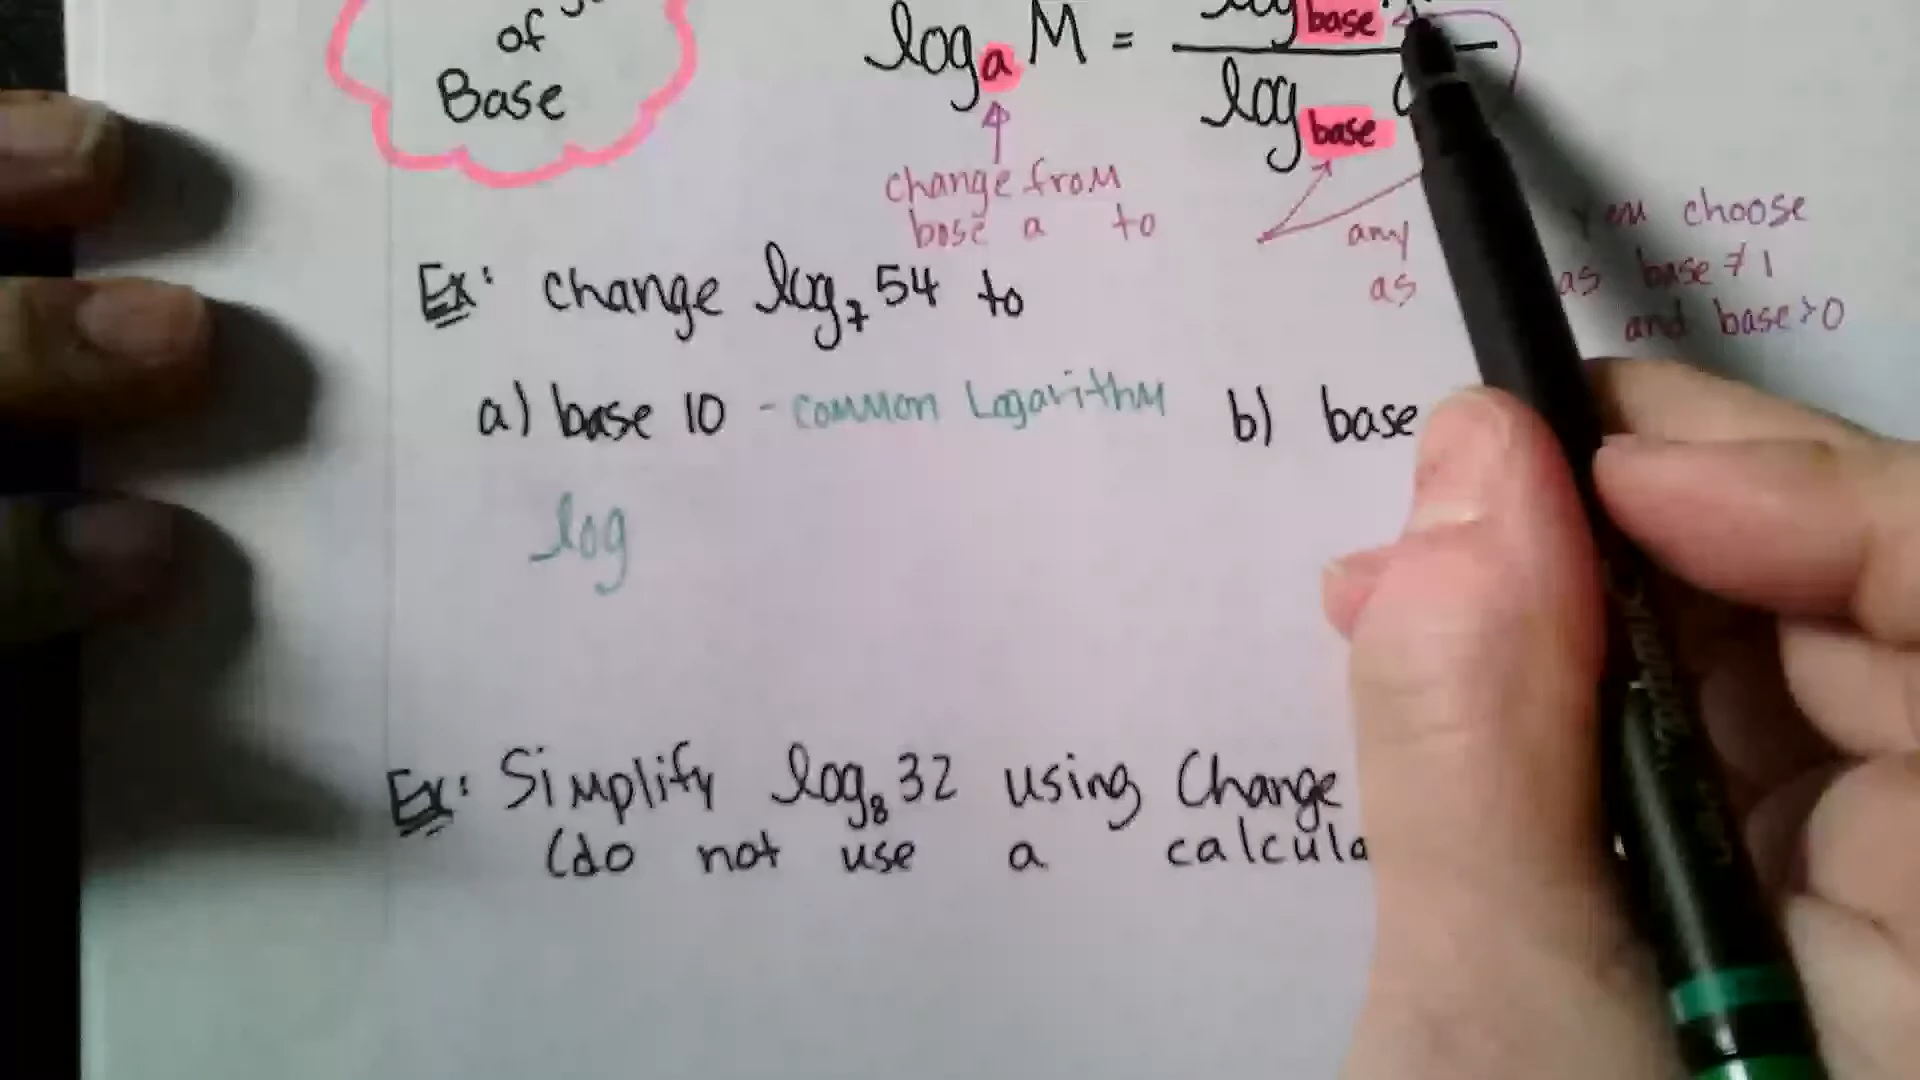 of
Base
logₐ M = log base
log base
change from
base a to
any
you choose
as
as base ≠ 1
and base > 0
Ex: change log₇ 54 to
a) base 10 - common Logarithm
b) base
log
Ex: Simplify log₈ 32 using Change
(do not use a calcula